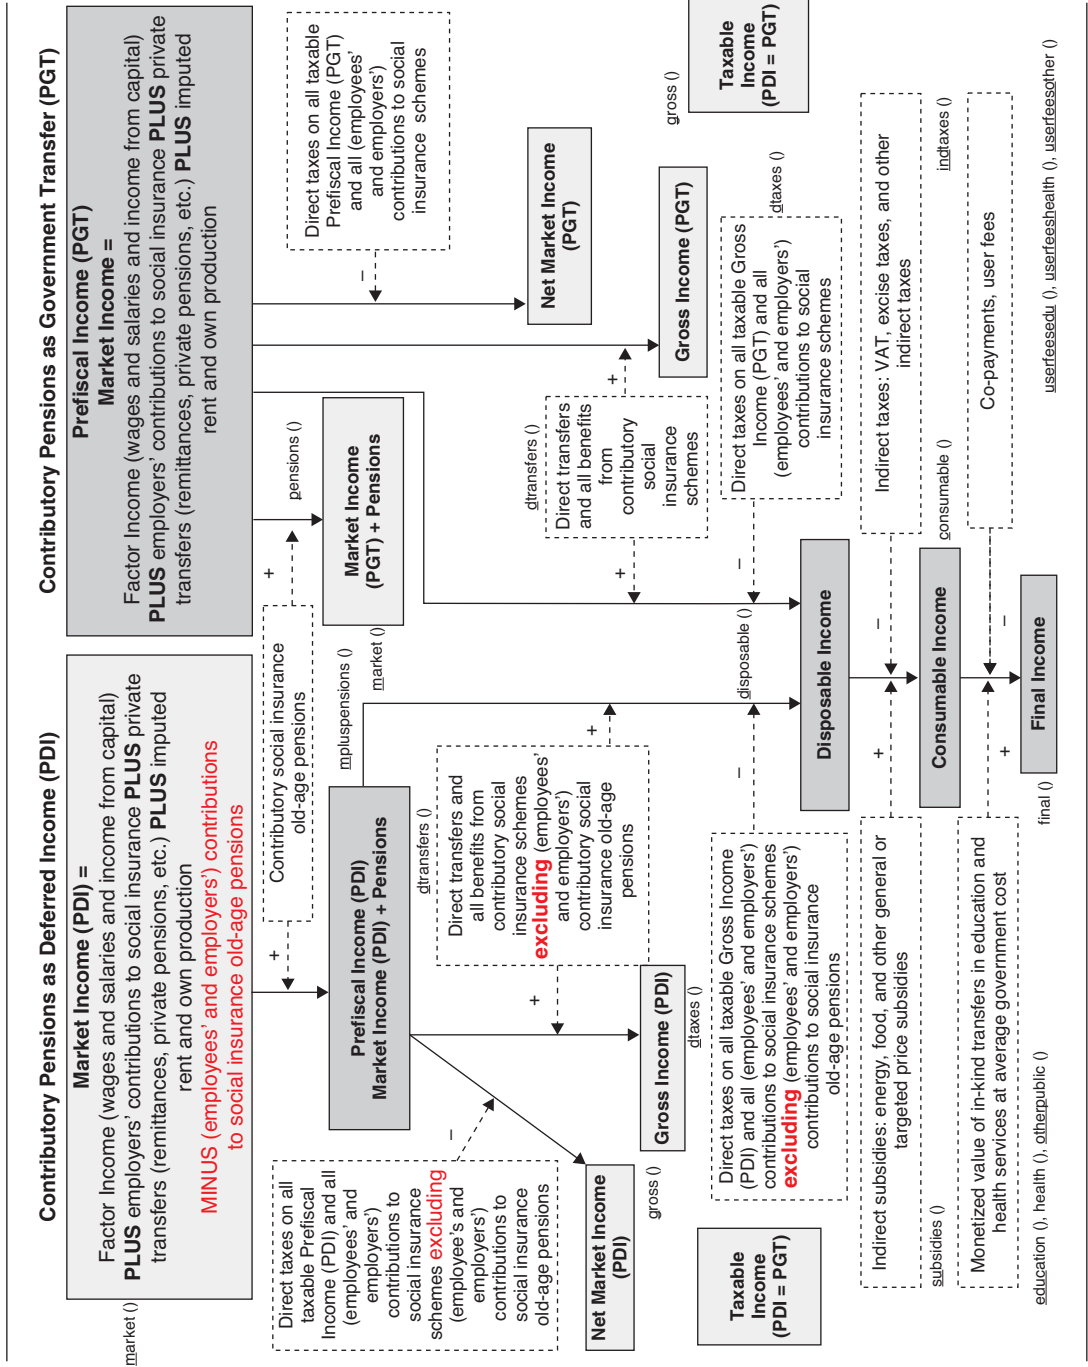 Contributory Pensions as Deferred Income (PDI)
Market Income (PDI) =
Factor Income (wages and salaries and income from capital)
PLUS employers' contributions to social insurance PLUS private
transfers (remittances, private pensions, etc.) PLUS imputed
rent and own production
MINUS (employees' and employers') contributions
to social insurance old-age pensions
market ()
Contributory Pensions as Government Transfer (PGT)
Prefiscal Income (PGT)
Market Income =
Factor Income (wages and salaries and income from capital)
PLUS employers' contributions to social insurance PLUS private
transfers (remittances, private pensions, etc.) PLUS imputed
rent and own production
Contributory social insurance
old-age pensions
+
+
pensions ()
Direct taxes on all taxable
Prefiscal Income (PGT)
and all (employees'
and employers')
contributions to social
insurance schemes
–
Direct taxes on all
taxable Prefiscal
Income (PDI) and all
(employees' and
employers')
contributions to
social insurance
schemes excluding
(employee's and
employers')
contributions to
social insurance
old-age pensions
–
Prefiscal Income (PDI)
Market Income (PDI) + Pensions
mpluspensions ()
Market Income
(PGT) + Pensions
market ()
Net Market Income
(PGT)
dtransfers ()
Direct transfers and
all benefits from
contributory social
insurance schemes
excluding (employees'
and employers')
contributory social
insurance old-age
pensions
+
+
dtransfers ()
Direct transfers
and all benefits
from
contributory
social
insurance
schemes
+
+
Net Market Income
(PDI)
gross ()
Gross Income (PDI)
dtaxes ()
Gross Income (PGT)
gross ()
Taxable
Income
(PDI = PGT)
Direct taxes on all taxable Gross Income
(PDI) and all (employees' and employers')
contributions to social insurance schemes
excluding (employees' and employers')
contributions to social insurance
old-age pensions
–
disposable ()
–
Direct taxes on all taxable Gross
Income (PGT) and all
(employees' and employers')
contributions to social
insurance schemes
dtaxes ()
Taxable
Income
(PDI = PGT)
Disposable Income
Indirect subsidies: energy, food, and other general or
targeted price subsidies
+
–
Indirect taxes: VAT, excise taxes, and other
indirect taxes
subsidies ()
Consumable Income
consumable ()
indtaxes ()
Monetized value of in-kind transfers in education and
health services at average government cost
+
–
Co-payments, user fees
education (), health (), otherpublic ()
final ()
Final Income
userfeesedu (), userfeeshealth (), userfeesother ()